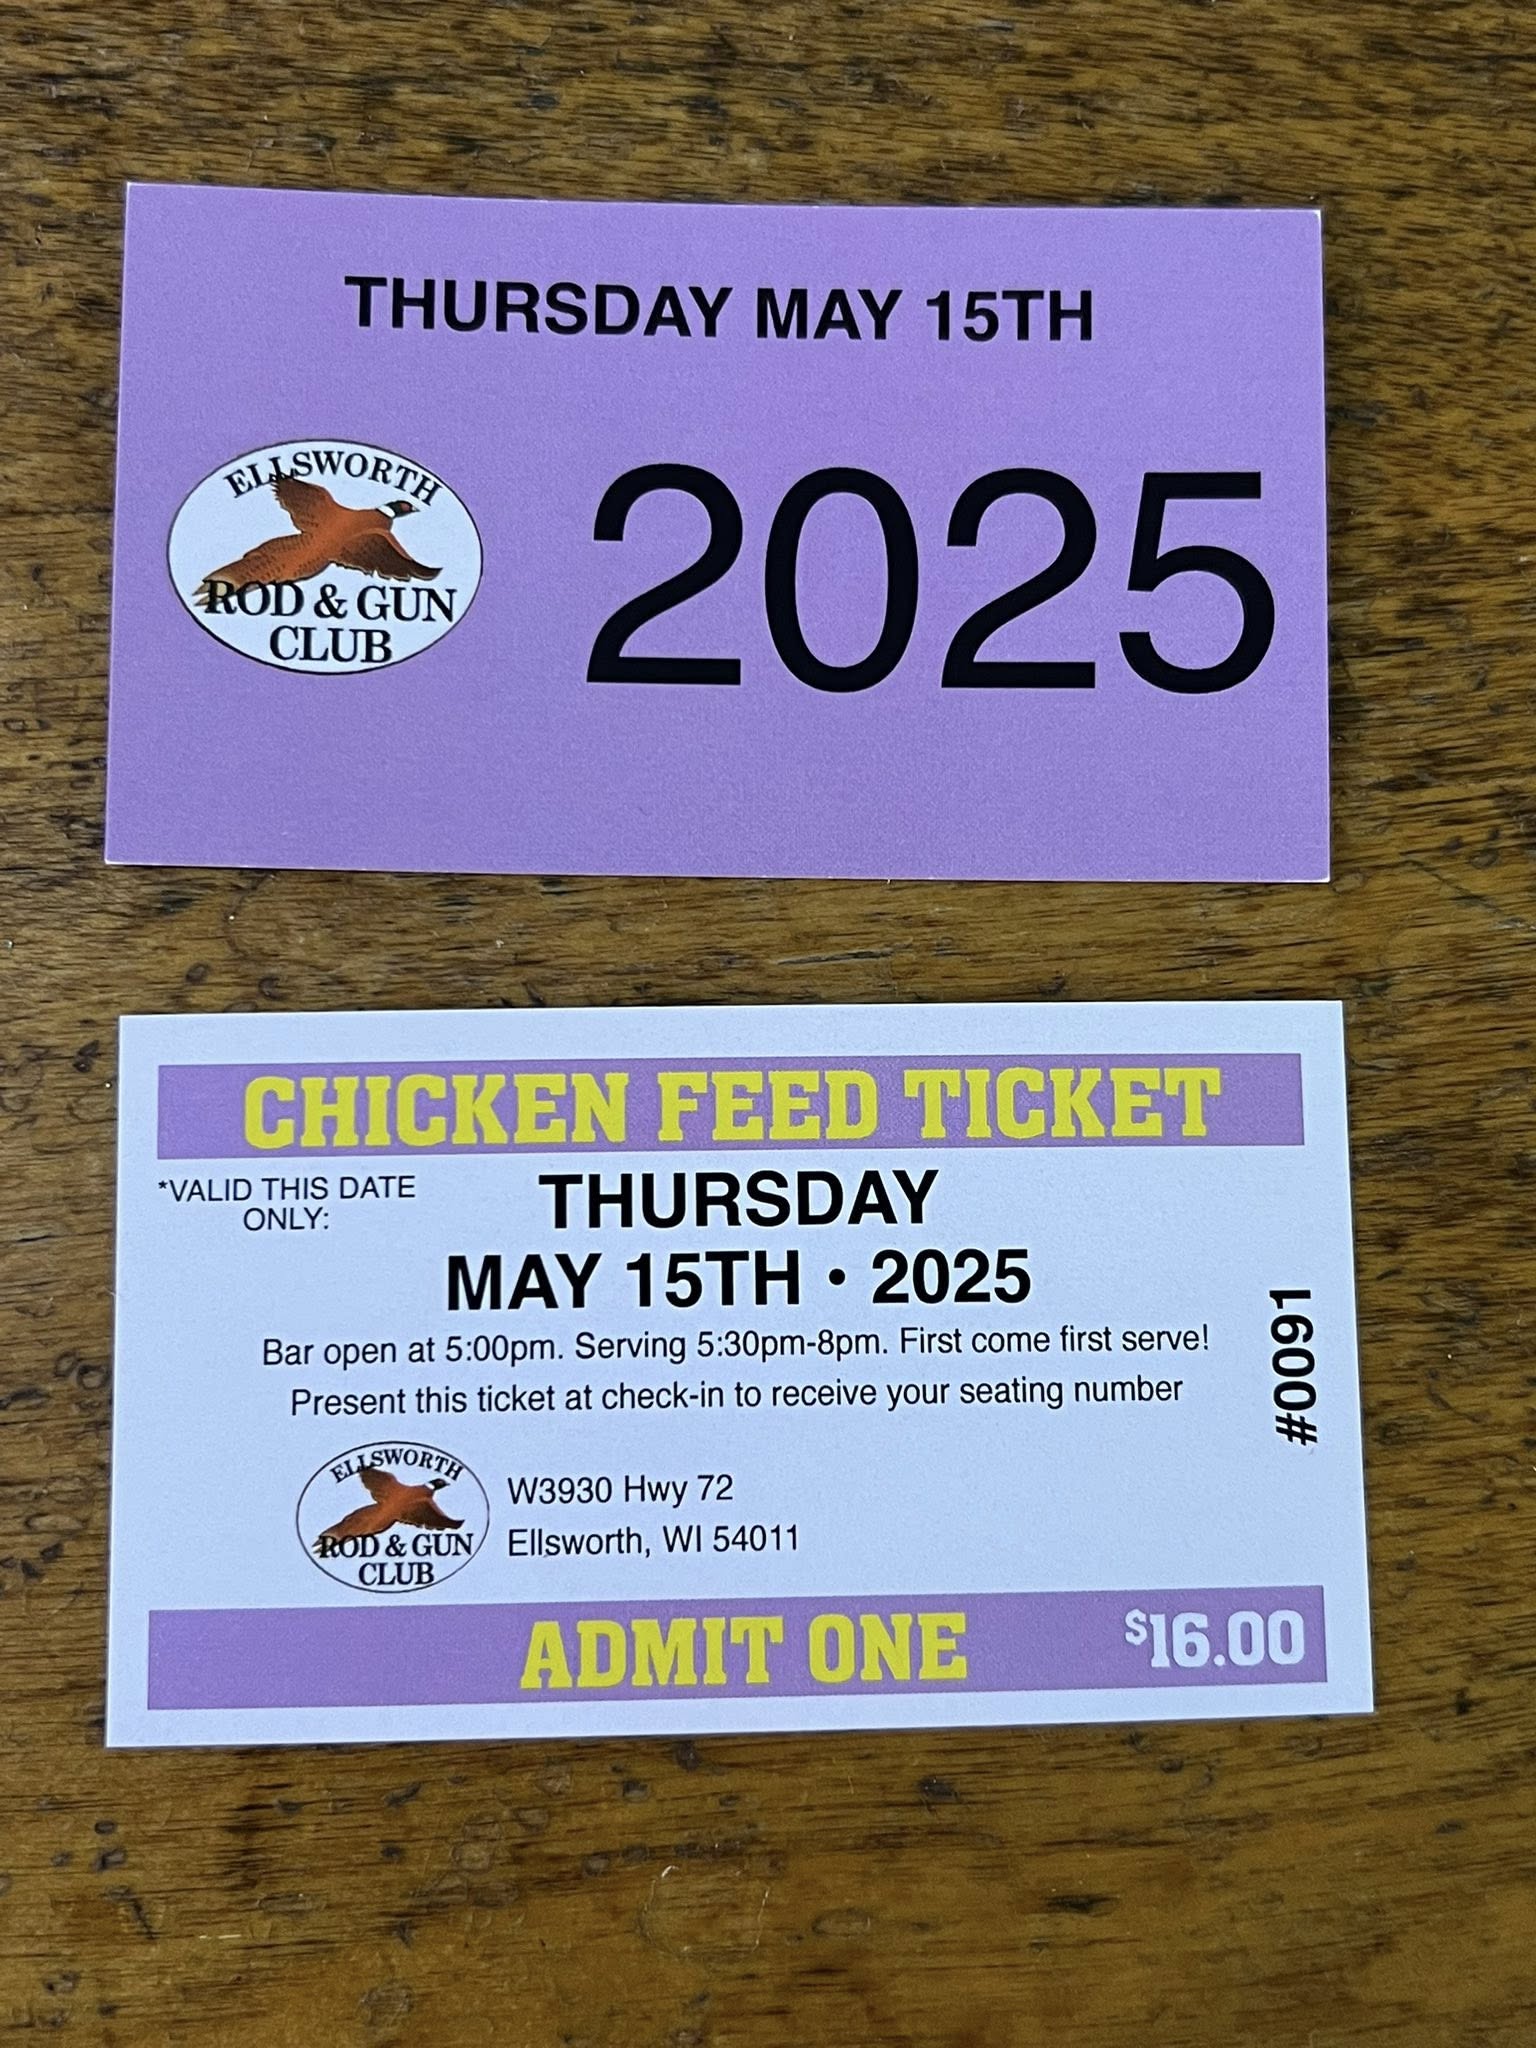 THURSDAY MAY 15TH
ELLSWORTH
ROD & GUN
CLUB
2025
CHICKEN FEED TICKET
*VALID THIS DATE
ONLY:
THURSDAY
MAY 15TH • 2025
Bar open at 5:00pm. Serving 5:30pm-8pm. First come first serve!
Present this ticket at check-in to receive your seating number
#0091
ELLSWORTH
ROD & GUN
CLUB
W3930 Hwy 72
Ellsworth, WI 54011
ADMIT ONE
$16.00